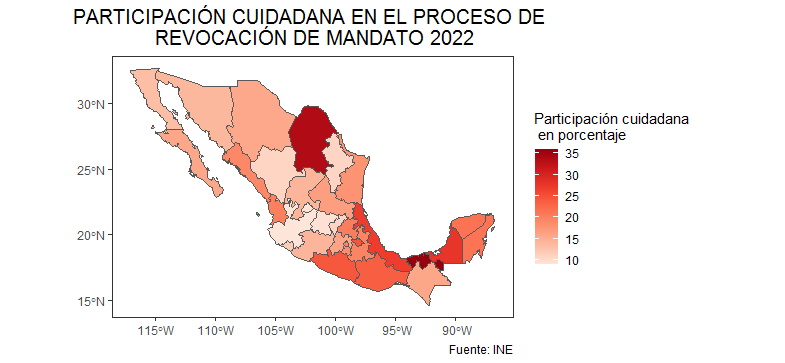 PARTICIPACIÓN CUIDADANA EN EL PROCESO DE
REVOCACIÓN DE MANDATO 2022
Participación cuidadana
en porcentaje
35
30
25
20
15
10
30°N
25°N
20°N
15°N
115°W 110°W 105°W 100°W 95°W 90°W
Fuente: INE